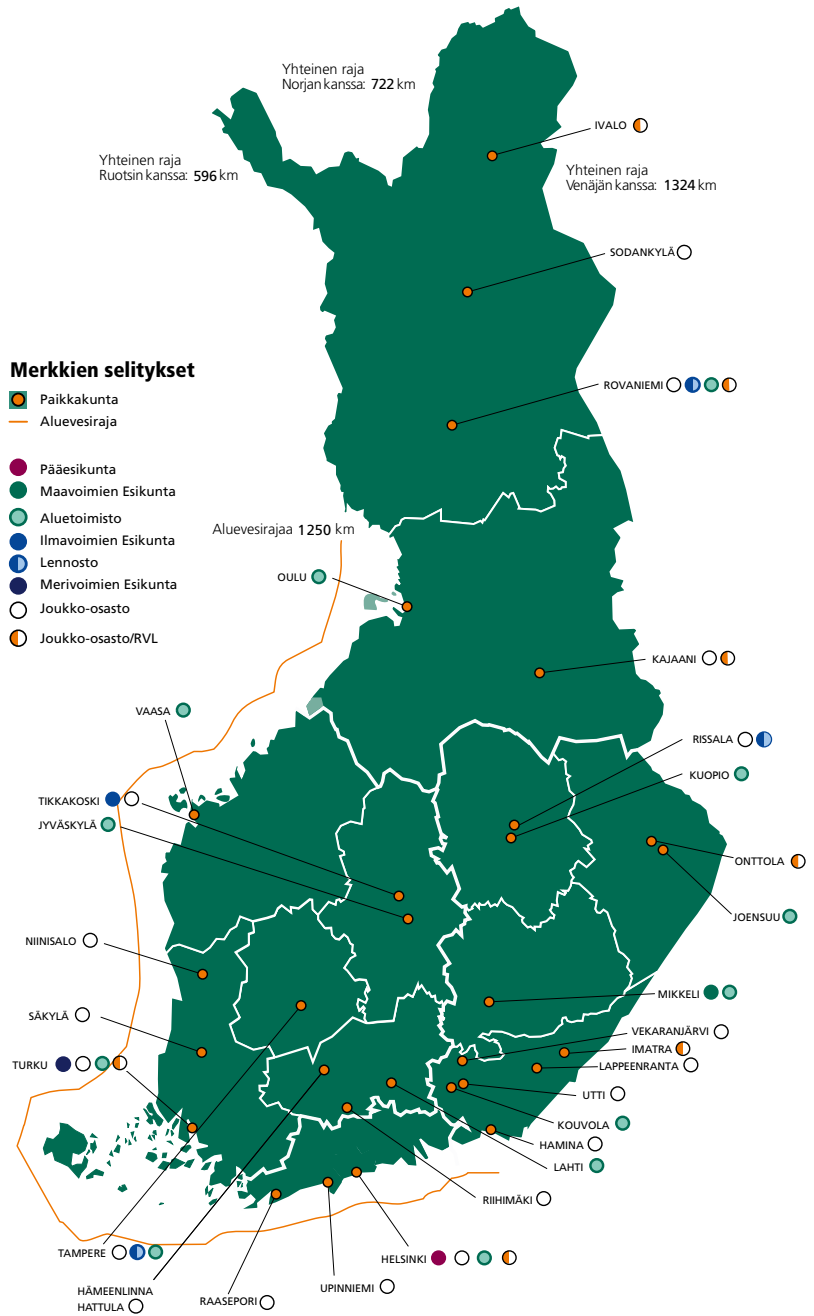 Yhteinen raja
Norjan kanssa: 722 km
IVALO
Yhteinen raja
Ruotsin kanssa: 596 km
Yhteinen raja
Venäjän kanssa: 1324 km
SODANKYLÄ
Merkkien selitykset
Paikkakunta
Aluevesiraja
Pääesikunta
Maavoimien Esikunta
Aluetoimisto
Ilmavoimien Esikunta
Lennosto
Merivoimien Esikunta
Joukko-osasto
Joukko-osasto/RVL
ROVANIEMI
Aluevesirajaa 1250 km
OULU
KAJAANI
VAASA
RISSALA
KUOPIO
TIKKAKOSKI
JYVÄSKYLÄ
ONTTOLA
JOENSUU
NIINISALO
MIKKELI
SÄKYLÄ
VEKARANJÄRVI
IMATRA
LAPPEENRANTA
TURKU
UTTI
KOUVOLA
HAMINA
LAHTI
RIIHIMÄKI
TAMPERE
HELSINKI
HÄMEENLINNA
HATTULA
RAASEPORI
UPINNIEMI